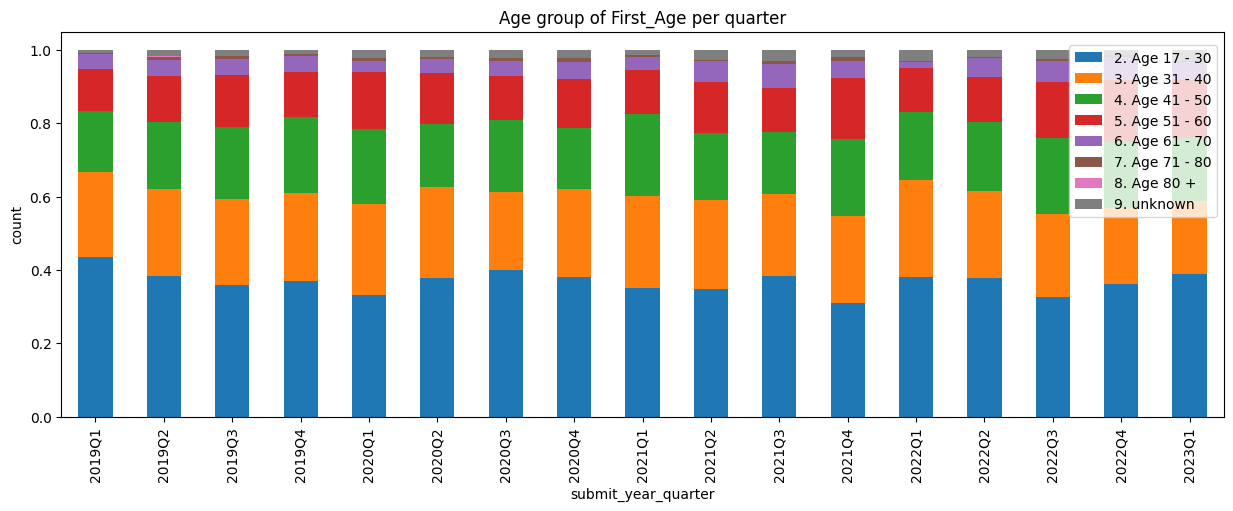 Age group of First_Age per quarter
count
1.0
0.8
0.6
0.4
0.2
0.0
2. Age 17 - 30
3. Age 31 - 40
4. Age 41 - 50
5. Age 51 - 60
6. Age 61 - 70
7. Age 71 - 80
8. Age 80 +
9. unknown
2019Q1
2019Q2
2019Q3
2019Q4
2020Q1
2020Q2
2020Q3
2020Q4
2021Q1
2021Q2
2021Q3
2021Q4
2022Q1
2022Q2
2022Q3
2022Q4
2023Q1
submit_year_quarter